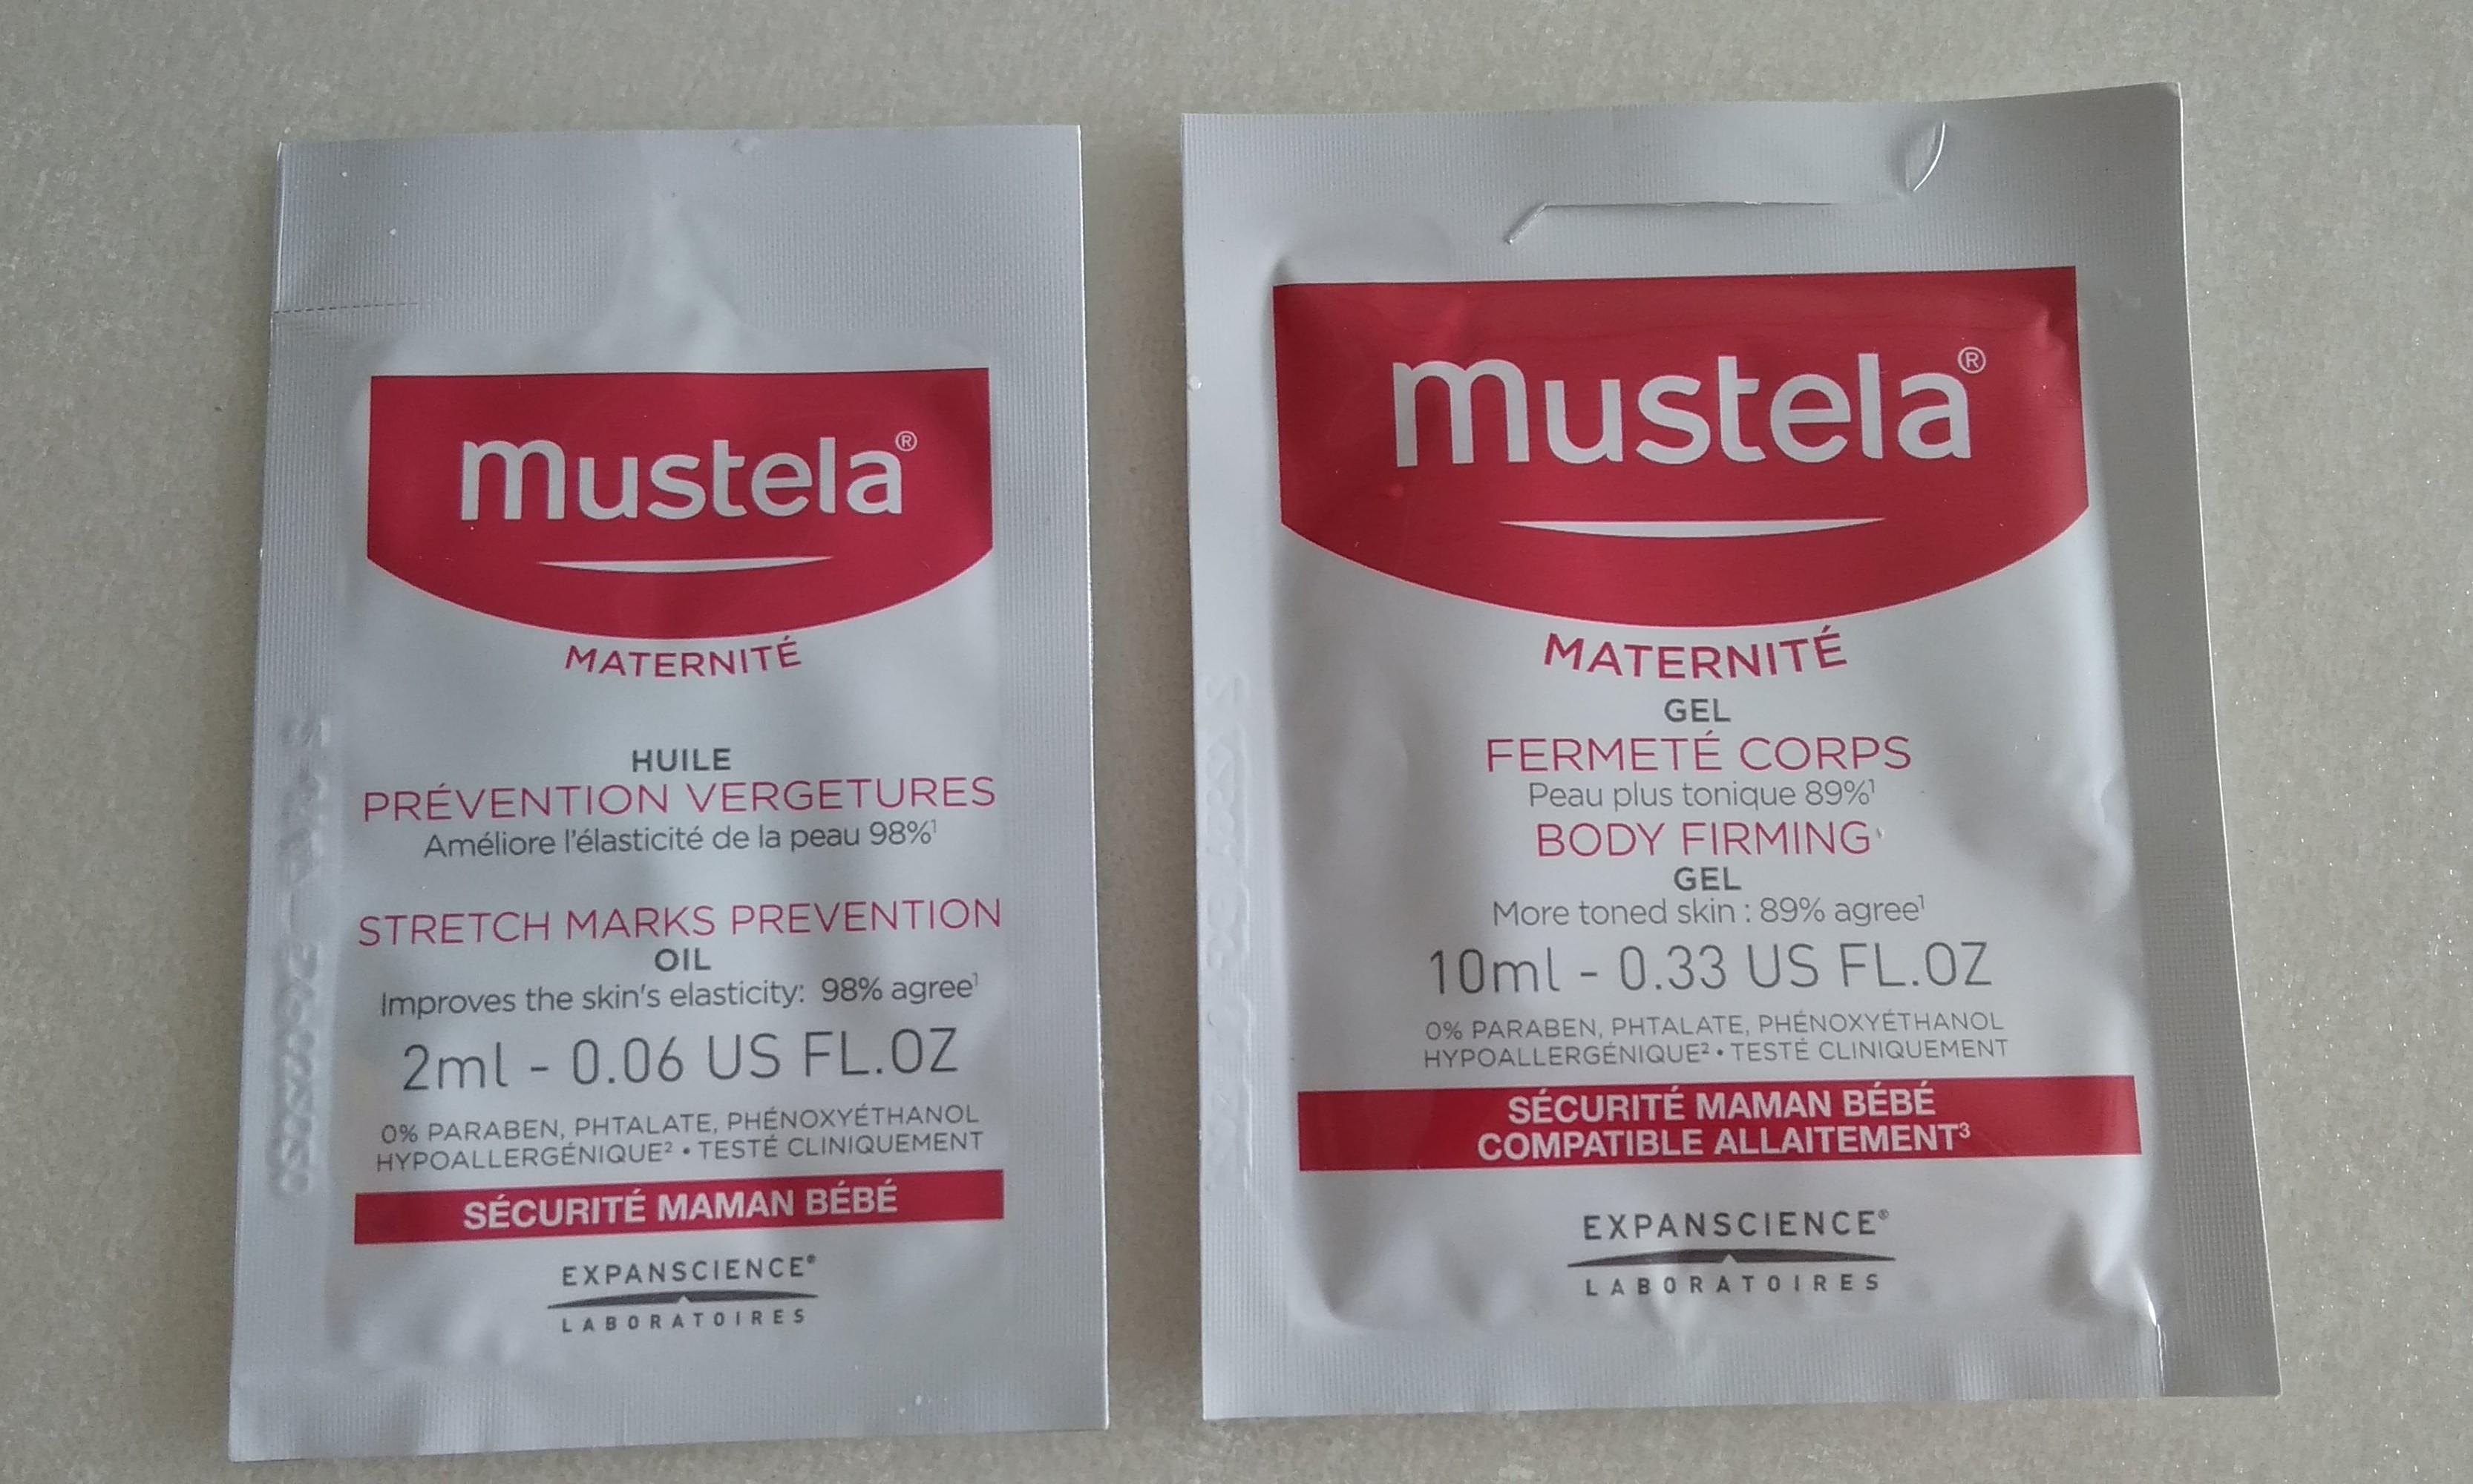 mustela®
MATERNITÉ
HUILE
PRÉVENTION VERGETURES
Améliore l'élasticité de la peau 98%¹
STRETCH MARKS PREVENTION
OIL
Improves the skin's elasticity: 98% agree¹
2ml - 0.06 US FL.OZ
0% PARABEN, PHTALATE, PHÉNOXYÉTHANOL
HYPOALLERGÉNIQUE² • TESTÉ CLINIQUEMENT
SÉCURITÉ MAMAN BÉBÉ
EXPANSCIENCE®
LABORATOIRES
mustela®
MATERNITÉ
GEL
FERMETÉ CORPS
Peau plus tonique 89%¹
BODY FIRMING
GEL
More toned skin : 89% agree¹
10ml - 0.33 US FL.OZ
0% PARABEN, PHTALATE, PHÉNOXYÉTHANOL
HYPOALLERGÉNIQUE² • TESTÉ CLINIQUEMENT
SÉCURITÉ MAMAN BÉBÉ
COMPATIBLE ALLAITEMENT³
EXPANSCIENCE®
LABORATOIRES